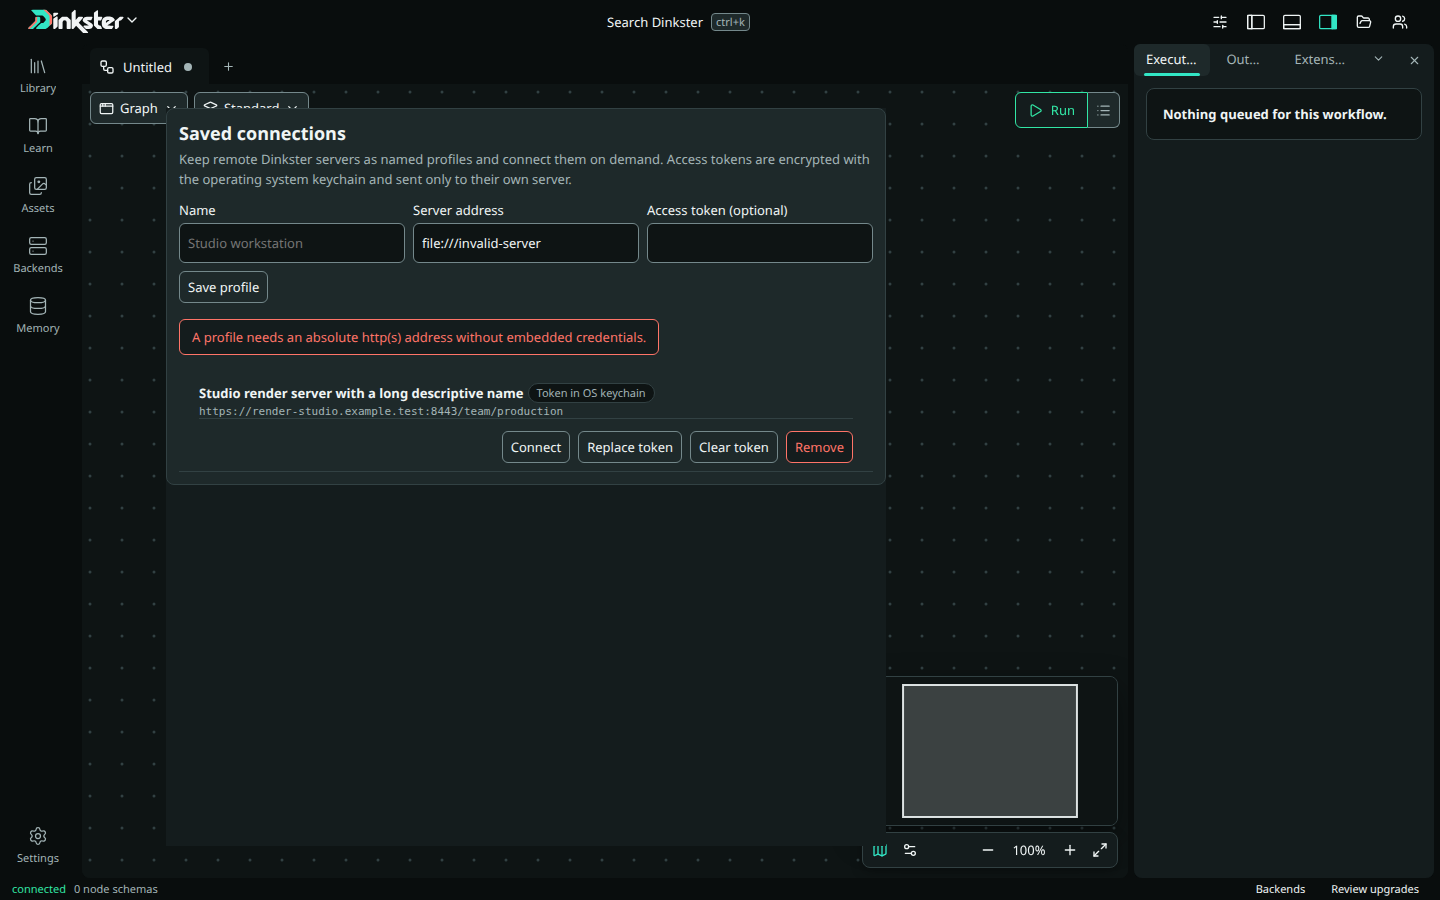 Dinkster
Search Dinkster ctrl+k
Library
Learn
Assets
Backends
Memory
Settings
Untitled
Graph
Standard
Run
Saved connections
Keep remote Dinkster servers as named profiles and connect them on demand. Access tokens are encrypted with
the operating system keychain and sent only to their own server.
Name
Server address
Access token (optional)
Studio workstation
file:///invalid-server
Save profile
A profile needs an absolute http(s) address without embedded credentials.
Studio render server with a long descriptive name Token in OS keychain
https://render-studio.example.test:8443/team/production
Connect Replace token Clear token Remove
100%
Execut... Out... Extens...
Nothing queued for this workflow.
connected 0 node schemas
Backends Review upgrades